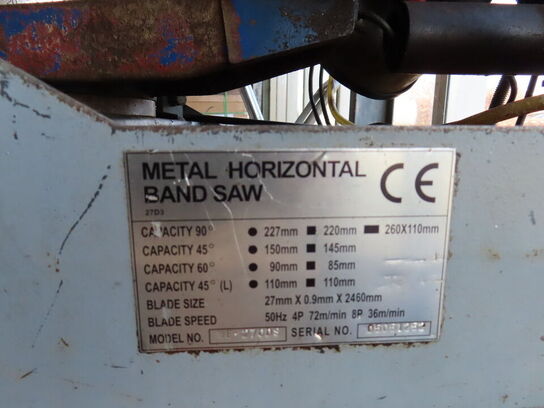 METAL HORIZONTAL CE
BAND SAW
27D3
CAPACITY 90° ● 227mm ■ 220mm ▬ 260X110mm
CAPACITY 45° ● 150mm ■ 145mm
CAPACITY 60° ● 90mm ■ 85mm
CAPACITY 45° (L) ● 110mm ■ 110mm
BLADE SIZE 27mm X 0.9mm X 2460mm
BLADE SPEED 50Hz 4P 72m/min 8P 36m/min
MODEL NO. SERIAL NO.